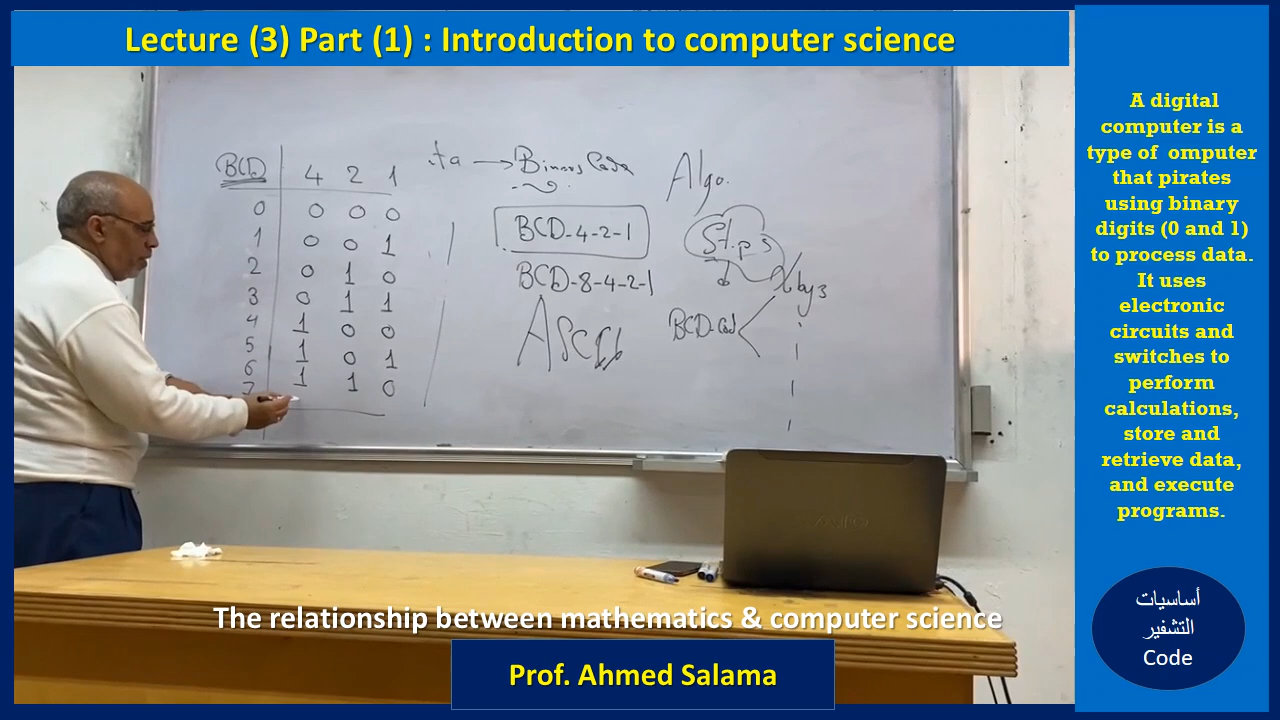 Lecture (3) Part (1) : Introduction to computer science
BCD 4 2 1
0 0 0 0
1 0 0 1
2 0 1 0
3 0 1 1
4 1 0 0
5 1 0 1
6 1 1 0
7
Binary Code
BCD-4-2-1
BCD-8-4-2-1
ASCII
Algo.
Steps
BCD-Code
The relationship between mathematics & computer science
Prof. Ahmed Salama
A digital
computer is a
type of omputer
that pirates
using binary
digits (0 and 1)
to process data.
It uses
electronic
circuits and
switches to
perform
calculations,
store and
retrieve data,
and execute
programs.
أساسيات
التشفير
Code